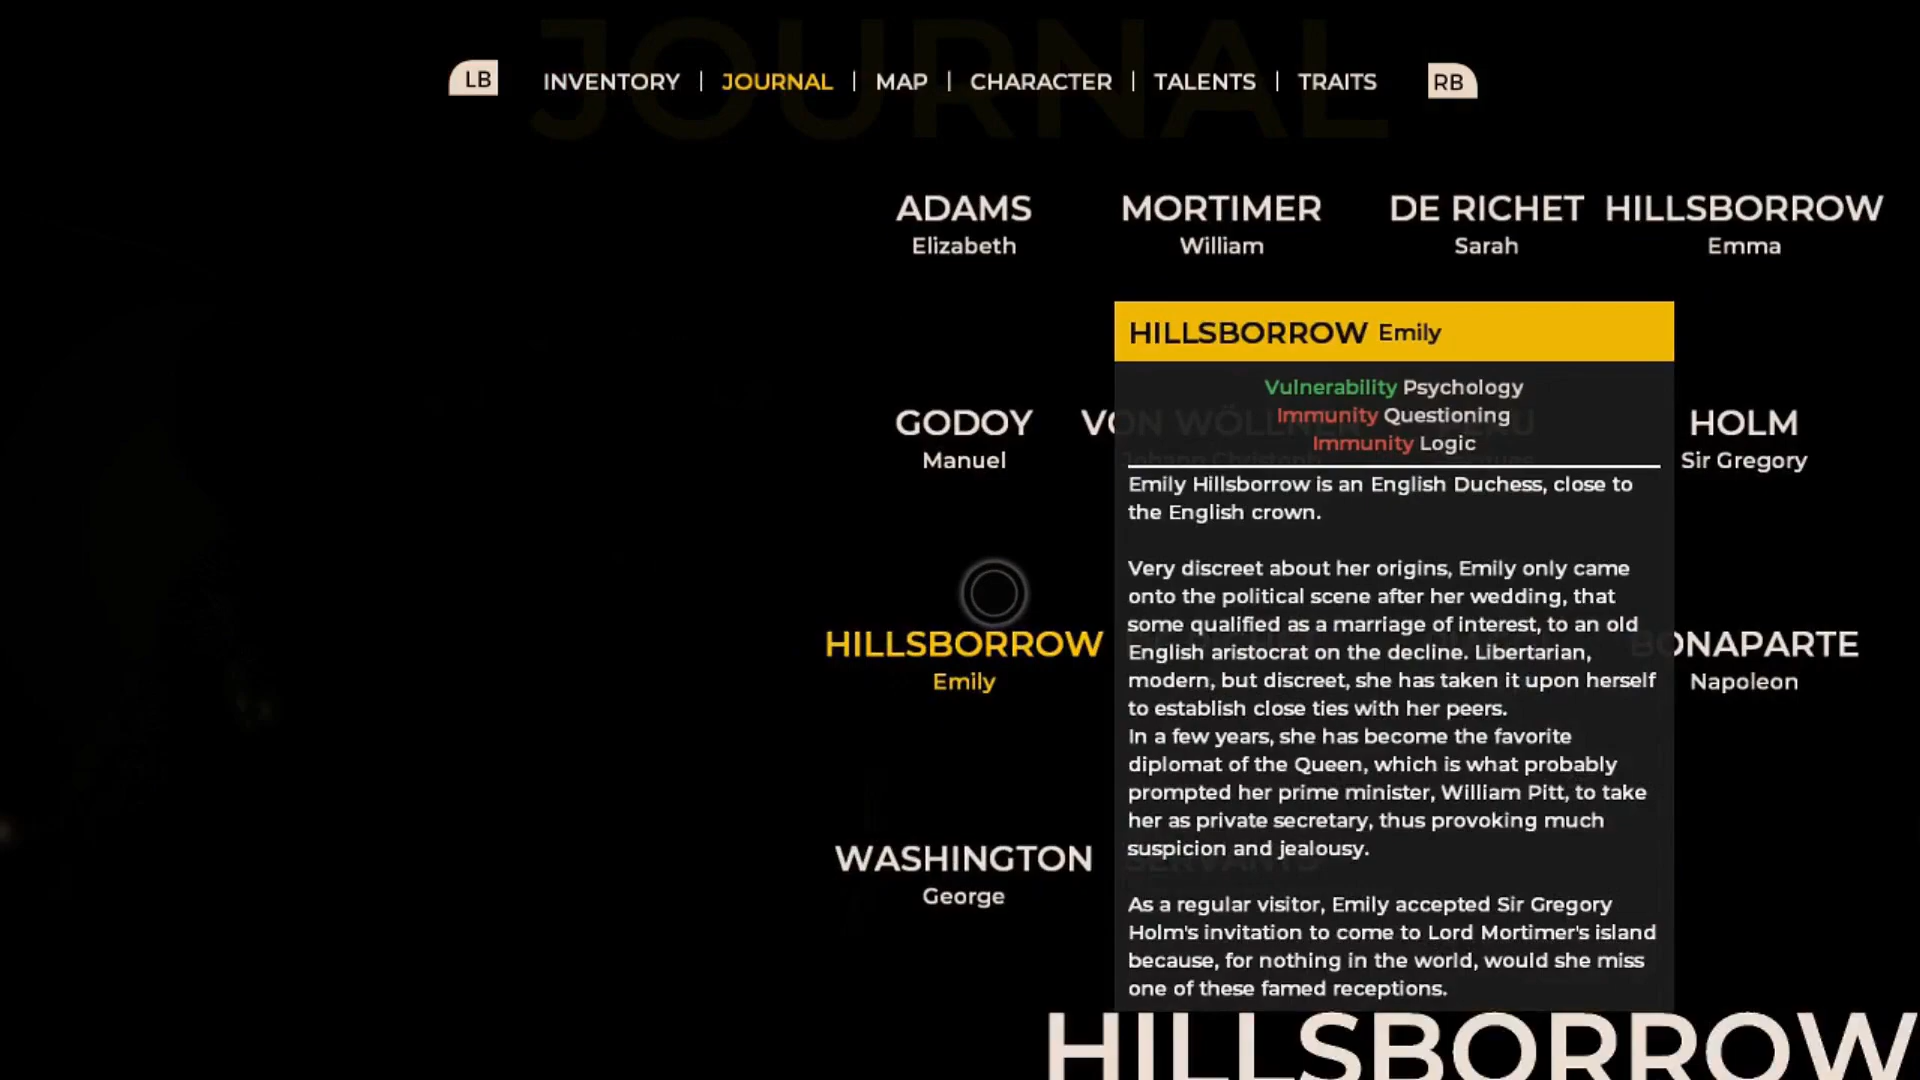 JOURNAL
LB INVENTORY | JOURNAL | MAP | CHARACTER | TALENTS | TRAITS RB
ADAMS MORTIMER DE RICHET HILLSBORROW
Elizabeth William Sarah Emma
HILLSBORROW Emily
Vulnerability Psychology
Immunity Questioning
Immunity Logic
GODOY VON WÖLLNER HOLM
Manuel Johann Christoph Sir Gregory
Emily Hillsborrow is an English Duchess, close to
the English crown.
Very discreet about her origins, Emily only came
onto the political scene after her wedding, that
some qualified as a marriage of interest, to an old
English aristocrat on the decline. Libertarian,
modern, but discreet, she has taken it upon herself
to establish close ties with her peers.
In a few years, she has become the favorite
diplomat of the Queen, which is what probably
prompted her prime minister, William Pitt, to take
her as private secretary, thus provoking much
suspicion and jealousy.
As a regular visitor, Emily accepted Sir Gregory
Holm's invitation to come to Lord Mortimer's island
because, for nothing in the world, would she miss
one of these famed receptions.
HILLSBORROW BONAPARTE
Emily Napoleon
WASHINGTON SERVANTS
George
HILLSBORROW